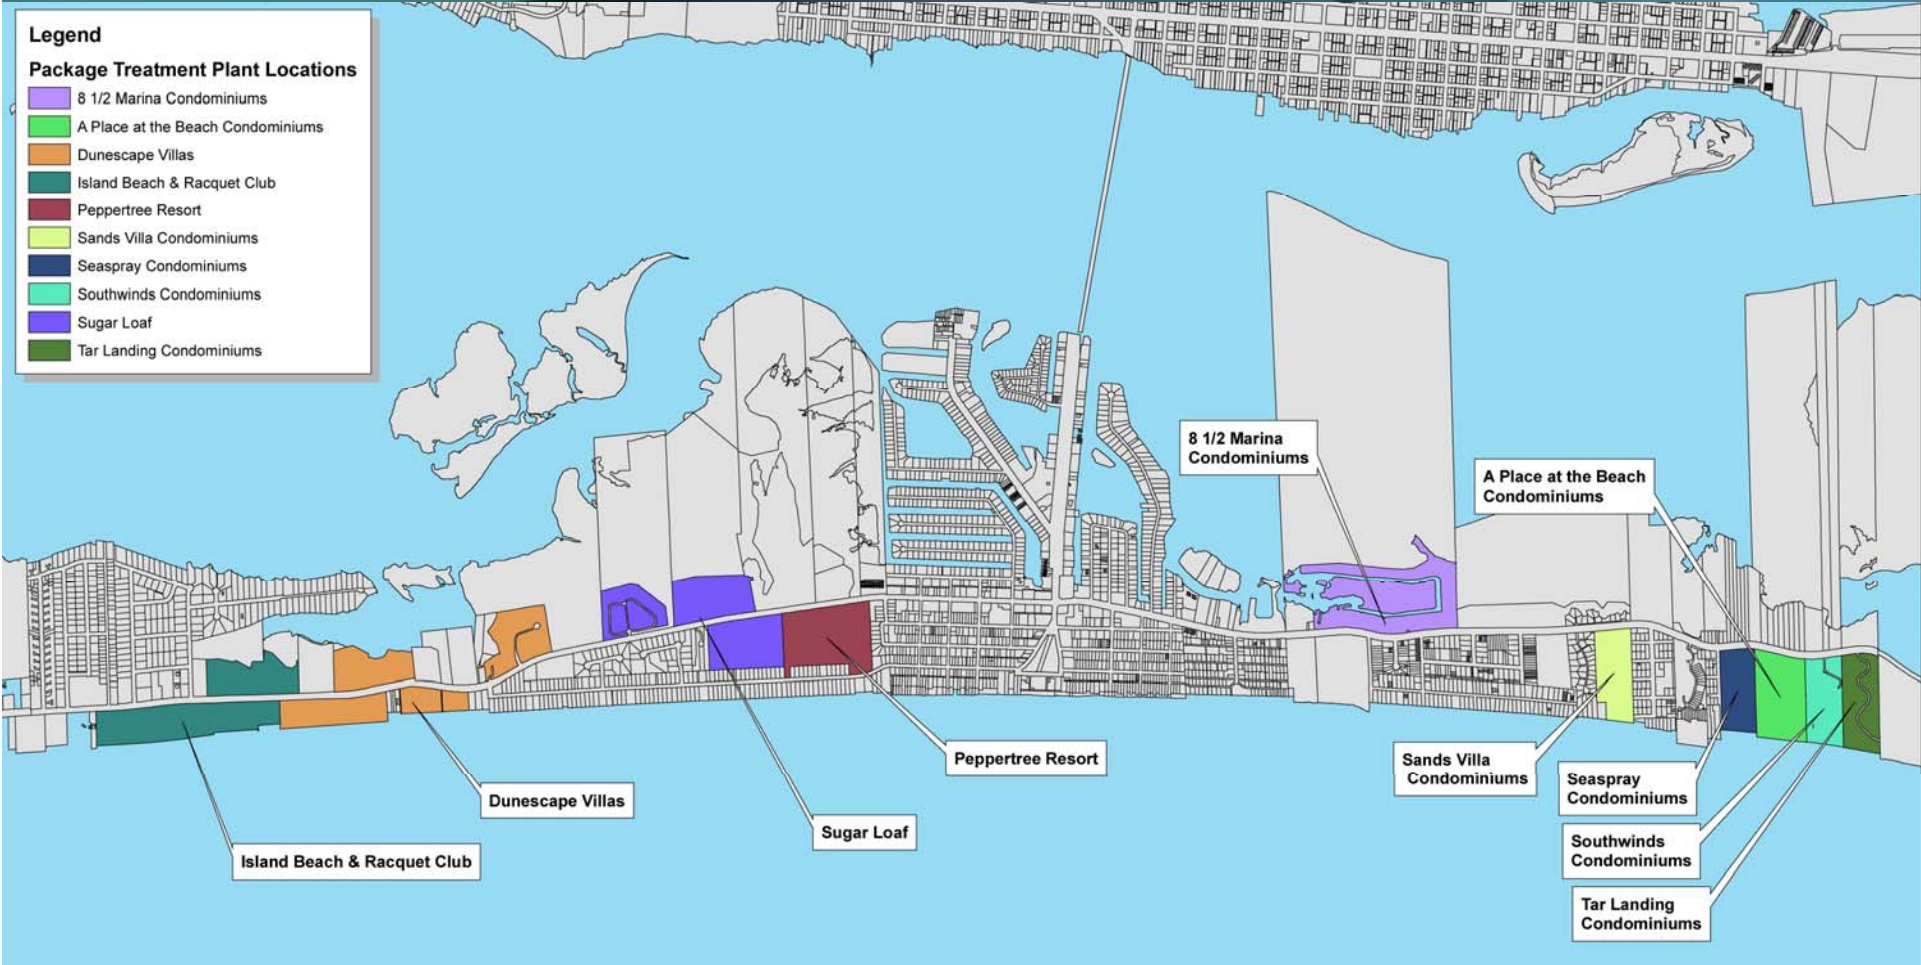 Legend
Package Treatment Plant Locations
8 1/2 Marina Condominiums
A Place at the Beach Condominiums
Dunescape Villas
Island Beach & Racquet Club
Peppertree Resort
Sands Villa Condominiums
Seaspray Condominiums
Southwinds Condominiums
Sugar Loaf
Tar Landing Condominiums
8 1/2 Marina
Condominiums
A Place at the Beach
Condominiums
Peppertree Resort
Sands Villa
Condominiums
Seaspray
Condominiums
Dunescape Villas
Sugar Loaf
Southwinds
Condominiums
Island Beach & Racquet Club
Tar Landing
Condominiums